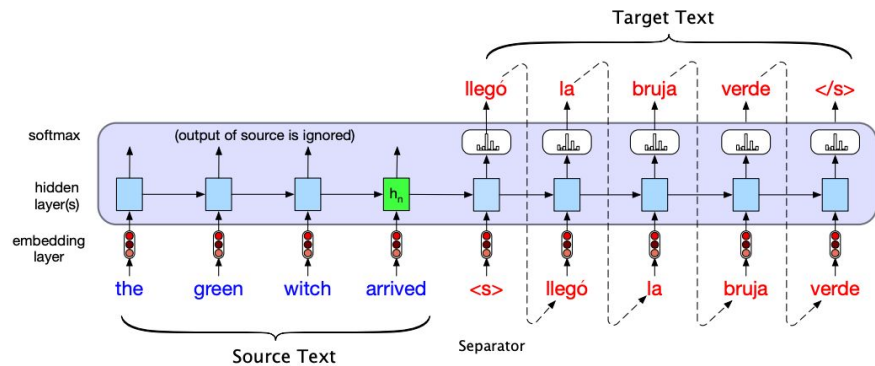 Target Text
llegó la bruja verde </s>
softmax (output of source is ignored)
hidden
layer(s)
hn
embedding
layer
the green witch arrived <s> llegó la bruja verde
Separator
Source Text